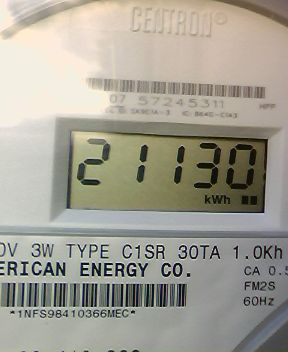 CENTRON®
07 57245311
21130
kWh
0V 3W TYPE C1SR 30TA 1.0Kh
ERICAN ENERGY CO.
CA 0.5
FM2S
60Hz
*1NFS98410366MEC*